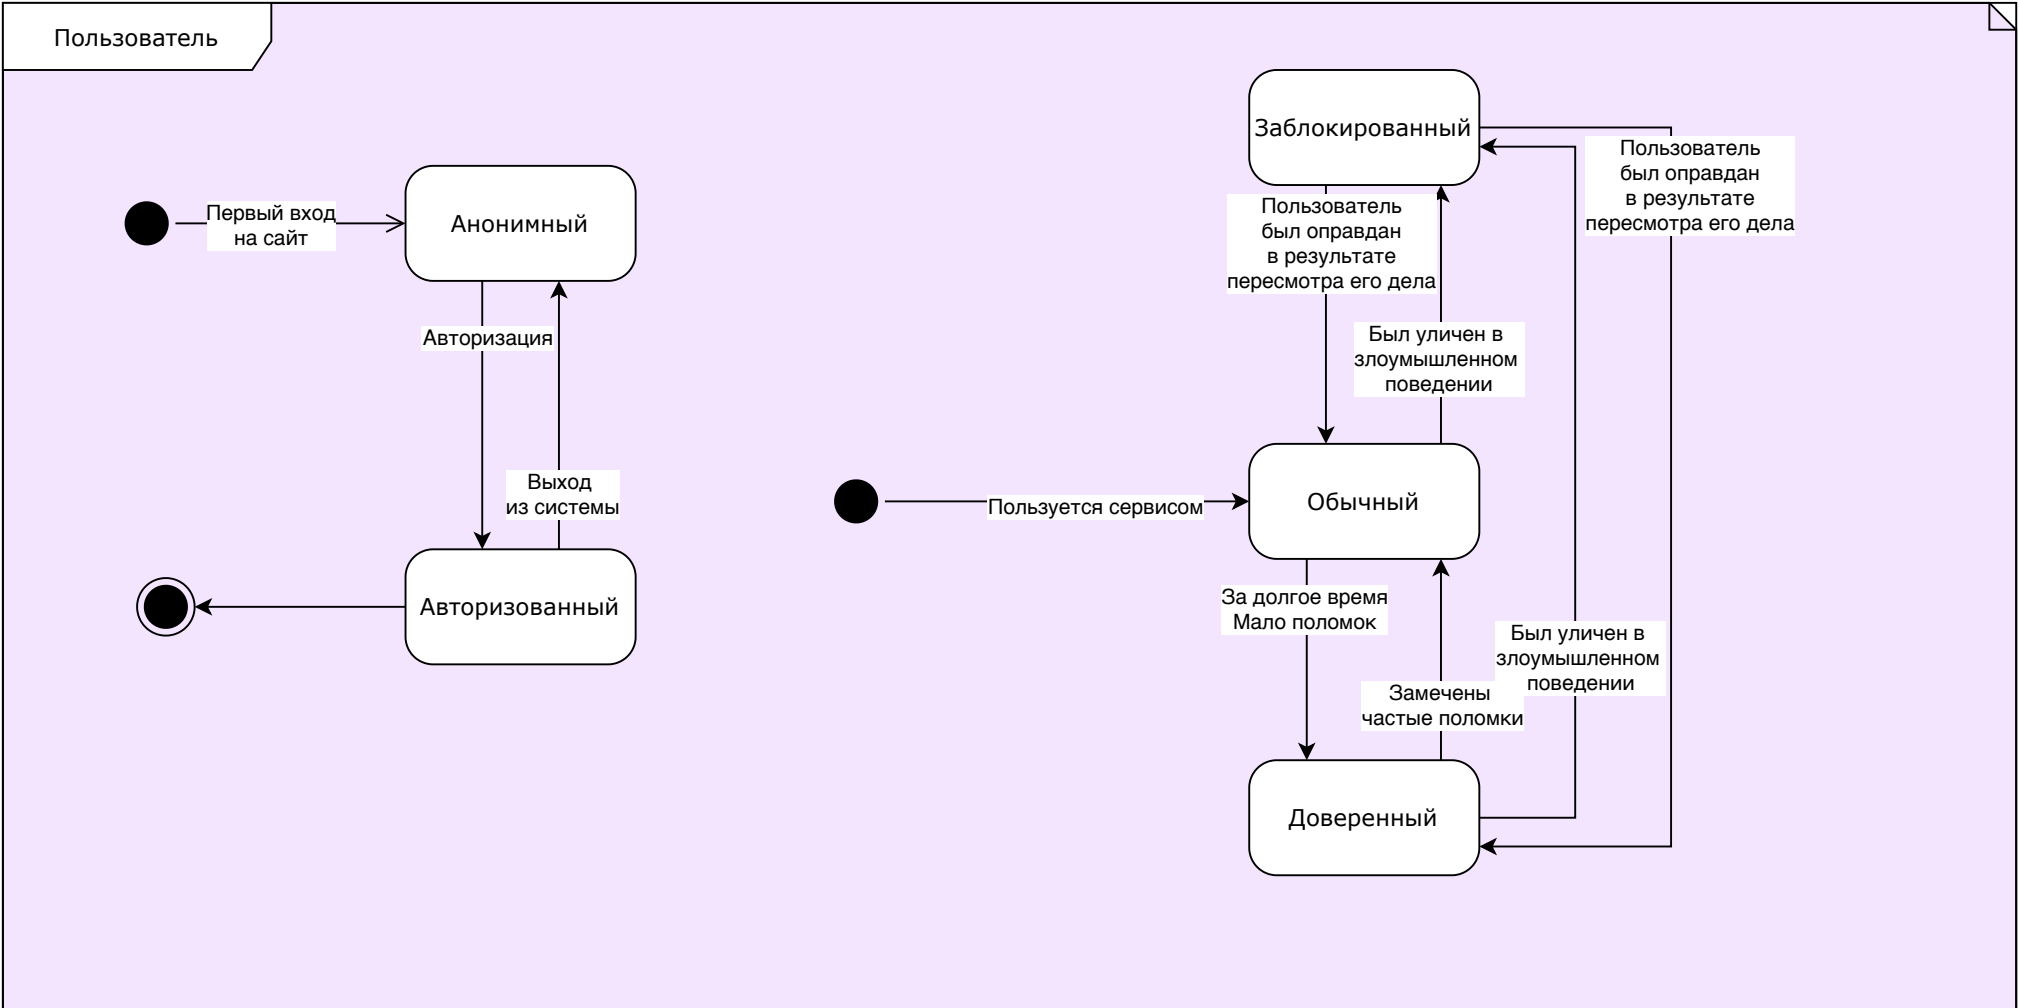 Пользователь
Первый вход
на сайт
Анонимный
Авторизация
Выход
из системы
Авторизованный
Заблокированный
Пользователь
был оправдан
в результате
пересмотра его дела
Пользователь
был оправдан
в результате
пересмотра его дела
Был уличен в
злоумышленном
поведении
Пользуется сервисом
Обычный
За долгое время
Мало поломок
Замечены
частые поломки
Был уличен в
злоумышленном
поведении
Доверенный